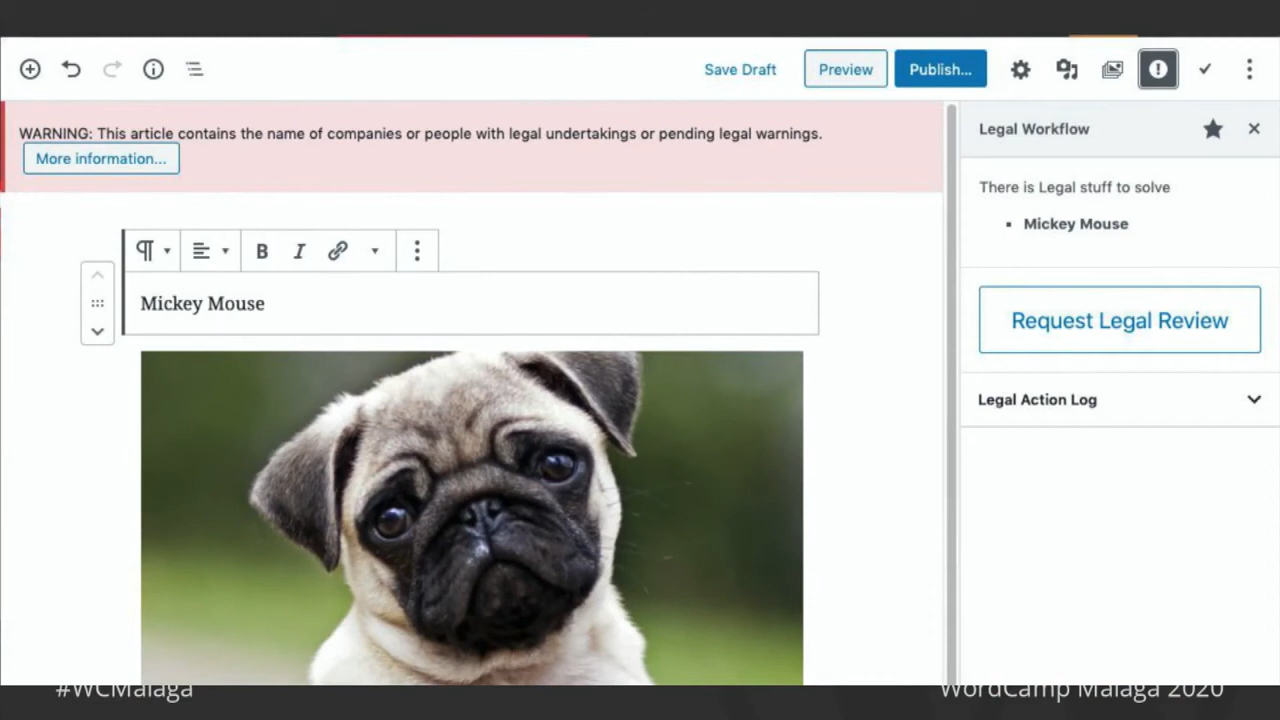 Save Draft
Preview
Publish...
WARNING: This article contains the name of companies or people with legal undertakings or pending legal warnings.
More information...
Legal Workflow
There is Legal stuff to solve
Mickey Mouse
B I
Mickey Mouse
Request Legal Review
Legal Action Log
#WCMalaga
WordCamp Malaga 2020